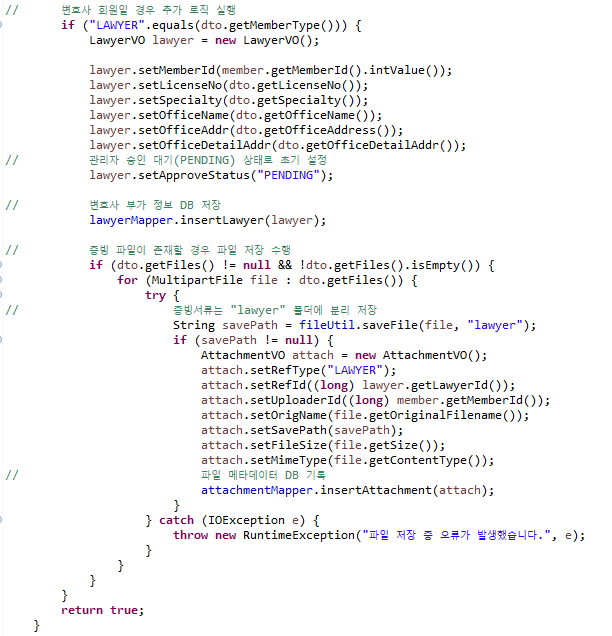 //      변호사 회원일 경우 추가 로직 실행
        if ("LAWYER".equals(dto.getMemberType())) {
            LawyerVO lawyer = new LawyerVO();

            lawyer.setMemberId(member.getMemberId().intValue());
            lawyer.setLicenseNo(dto.getLicenseNo());
            lawyer.setSpecialty(dto.getSpecialty());
            lawyer.setOfficeName(dto.getOfficeName());
            lawyer.setOfficeAddr(dto.getOfficeAddress());
            lawyer.setOfficeDetailAddr(dto.getOfficeDetailAddr());
//          관리자 승인 대기(PENDING) 상태로 초기 설정
            lawyer.setApproveStatus("PENDING");

//          변호사 부가 정보 DB 저장
            lawyerMapper.insertLawyer(lawyer);

//          증빙 파일이 존재할 경우 파일 저장 수행
            if (dto.getFiles() != null && !dto.getFiles().isEmpty()) {
                for (MultipartFile file : dto.getFiles()) {
                    try {
//                      증빙서류는 "lawyer" 폴더에 분리 저장
                        String savePath = fileUtil.saveFile(file, "lawyer");
                        if (savePath != null) {
                            AttachmentVO attach = new AttachmentVO();
                            attach.setRefType("LAWYER");
                            attach.setRefId((long) lawyer.getLawyerId());
                            attach.setUploaderId((long) member.getMemberId());
                            attach.setOrigName(file.getOriginalFilename());
                            attach.setSavePath(savePath);
                            attach.setFileSize(file.getSize());
                            attach.setMimeType(file.getContentType());
//                          파일 메타데이터 DB 기록
                            attachmentMapper.insertAttachment(attach);
                        }
                    } catch (IOException e) {
                        throw new RuntimeException("파일 저장 중 오류가 발생했습니다.", e);
                    }
                }
            }
        }
        return true;
    }